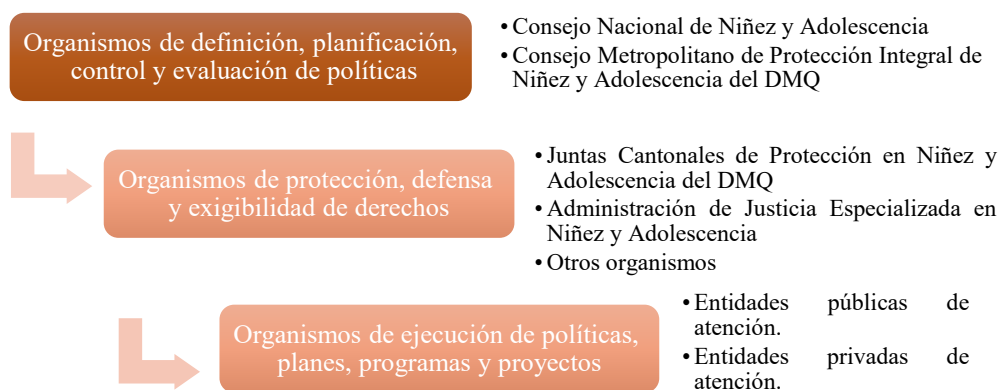 Organismos de definición, planificación,
control y evaluación de políticas
• Consejo Nacional de Niñez y Adolescencia
• Consejo Metropolitano de Protección Integral de
Niñez y Adolescencia del DMQ
Organismos de protección, defensa
y exigibilidad de derechos
• Juntas Cantonales de Protección en Niñez y
Adolescencia del DMQ
• Administración de Justicia Especializada en
Niñez y Adolescencia
• Otros organismos
Organismos de ejecución de políticas,
planes, programas y proyectos
• Entidades públicas de
atención.
• Entidades privadas de
atención.